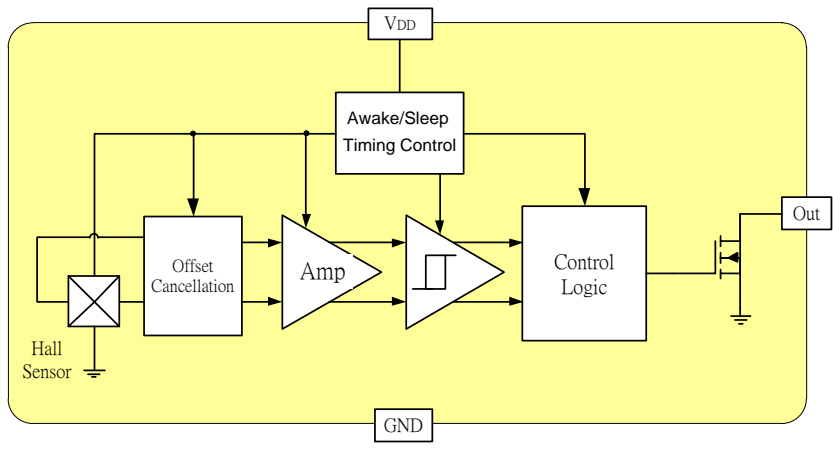 VDD
Awake/Sleep
Timing Control
Out
Offset
Cancellation
Amp
Control
Logic
Hall
Sensor
GND